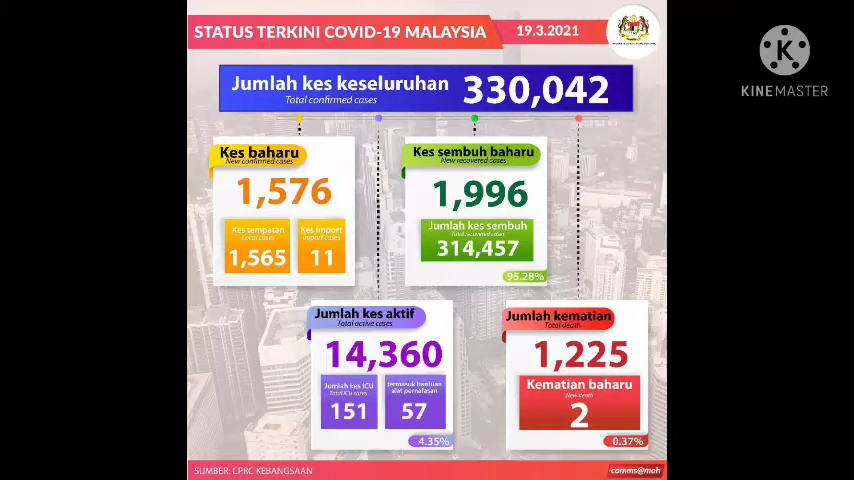 STATUS TERKINI COVID-19 MALAYSIA
19.3.2021
KINEMASTER
Jumlah kes keseluruhan
Total confirmed cases
330,042
Kes baharu
New confirmed cases
1,576
Kes tempatan
Local cases
1,565
Kes import
Import cases
11
Kes sembuh baharu
New recovered cases
1,996
Jumlah kes sembuh
Total recovered cases
314,457
95.28%
Jumlah kes aktif
Total active cases
14,360
Jumlah kes ICU
Total ICU cases
151
termasuk bantuan
alat pernafasan
57
4.35%
Jumlah kematian
Total death
1,225
Kematian baharu
New death
2
0.37%
SUMBER: CPRC KEBANGSAAN
comms@moh